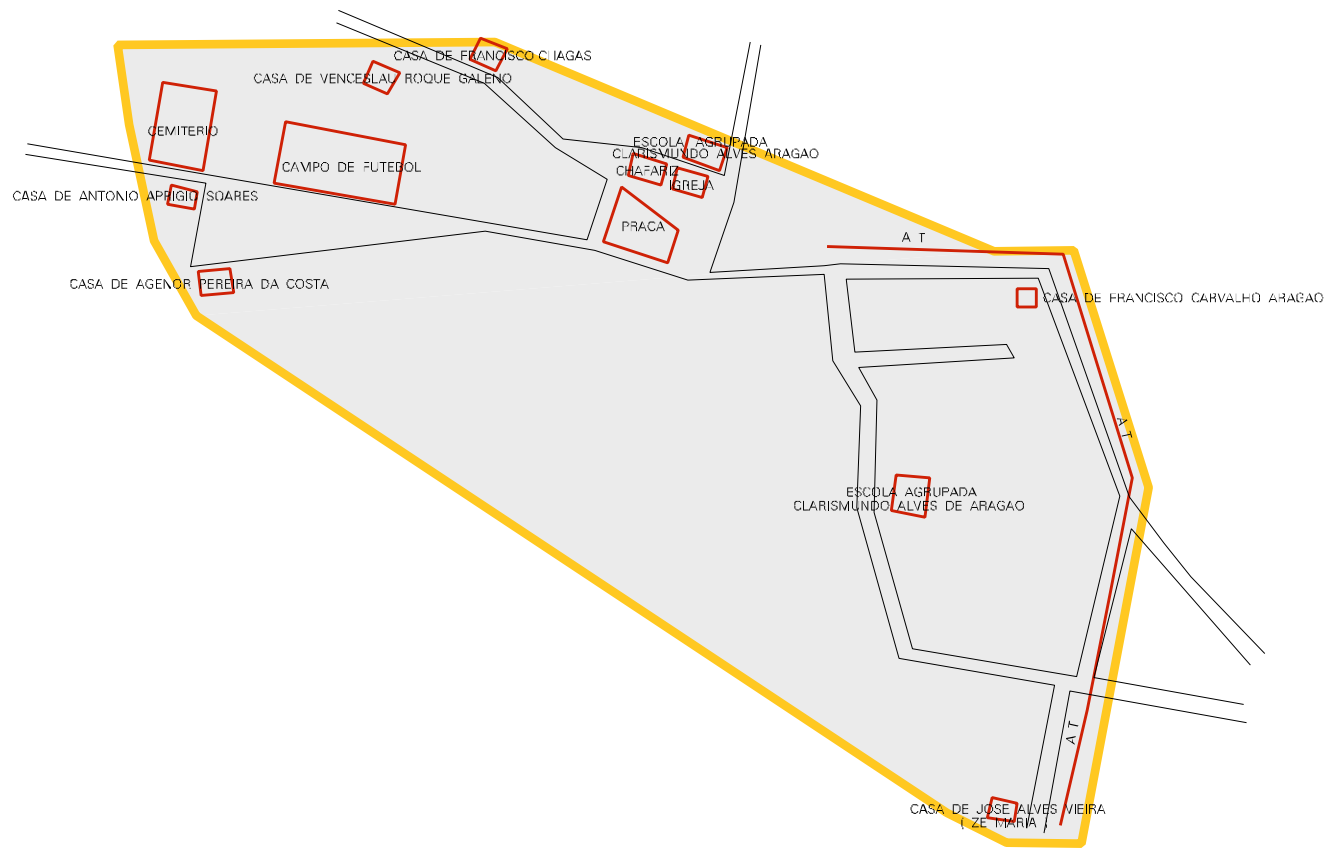 CASA DE FRANCISCO CHAGAS
CASA DE VENCESLAU ROQUE GALENO
CEMITERIO
ESCOLA AGRUPADA
CLARISMUNDO ALVES ARAGAO
CAMPO DE FUTEBOL
CHAFARIZ
IGREJA
CASA DE ANTONIO APRIGIO SOARES
PRACA
A T
CASA DE AGENOR PEREIRA DA COSTA
CASA DE FRANCISCO CARVALHO ARAGAO
A T
ESCOLA AGRUPADA
CLARISMUNDO ALVES DE ARAGAO
A T
CASA DE JOSE ALVES VIEIRA
( ZE MARIA )